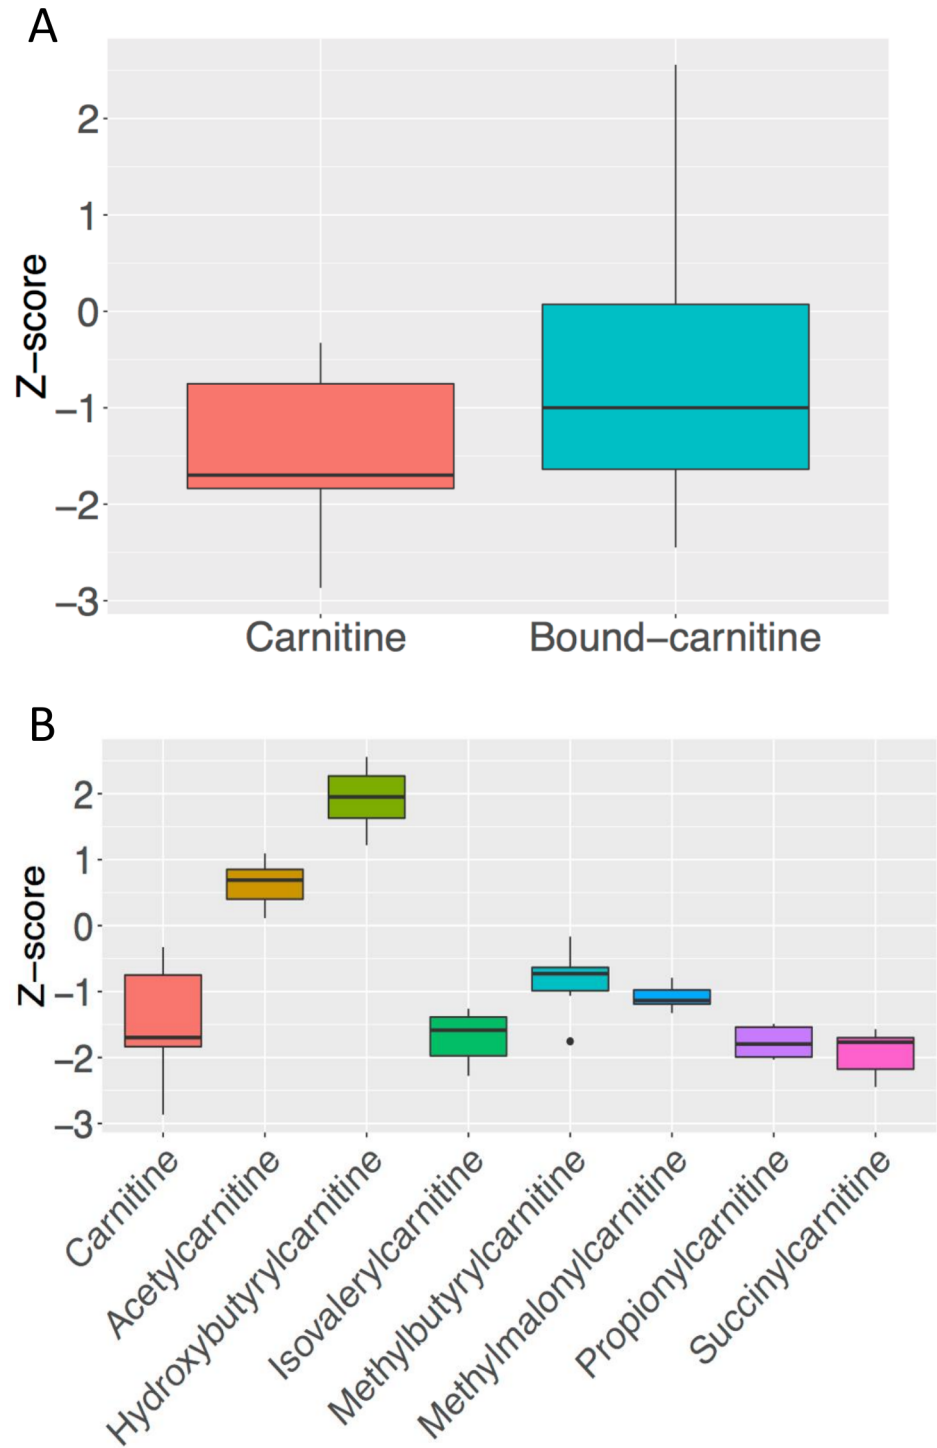 A
Z−score
2
1
0
−1
−2
−3
Carnitine
Bound−carnitine
B
Z−score
2
1
0
−1
−2
−3
Carnitine
Acetylcarnitine
Hydroxybutyrylcarnitine
Isovalerylcarnitine
Methylbutyrylcarnitine
Methylmalonylcarnitine
Propionylcarnitine
Succinylcarnitine